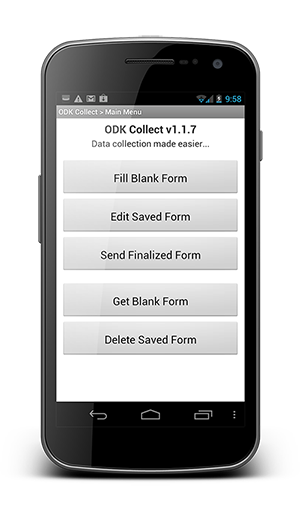 9:58
ODK Collect > Main Menu
ODK Collect v1.1.7
Data collection made easier...
Fill Blank Form
Edit Saved Form
Send Finalized Form
Get Blank Form
Delete Saved Form